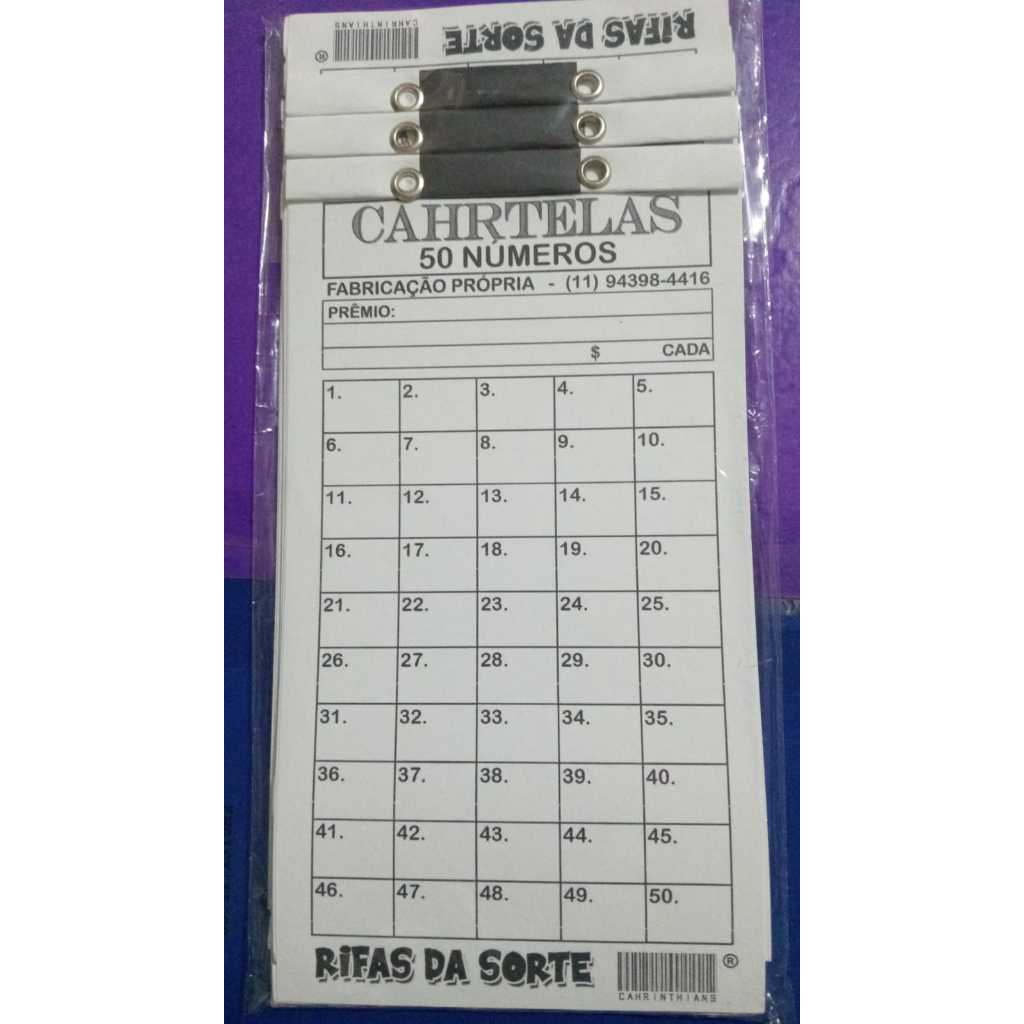 RIFAS DA SORTE
CAHRINTHIANS
®
CAHRTELAS
50 NÚMEROS
FABRICAÇÃO PRÓPRIA - (11) 94398-4416
PRÊMIO:
$ CADA
1. 2. 3. 4. 5.
6. 7. 8. 9. 10.
11. 12. 13. 14. 15.
16. 17. 18. 19. 20.
21. 22. 23. 24. 25.
26. 27. 28. 29. 30.
31. 32. 33. 34. 35.
36. 37. 38. 39. 40.
41. 42. 43. 44. 45.
46. 47. 48. 49. 50.
RIFAS DA SORTE
®
CAHRINTHIANS